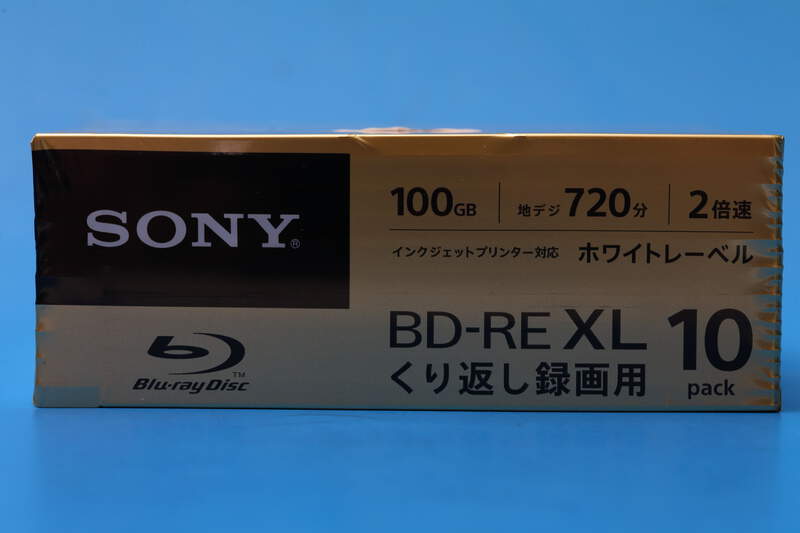 SONY®
100GB 地デジ 720分 2倍速
インクジェットプリンター対応 ホワイトレーベル
BD-RE XL 10 pack
くり返し録画用
Blu-ray Disc™